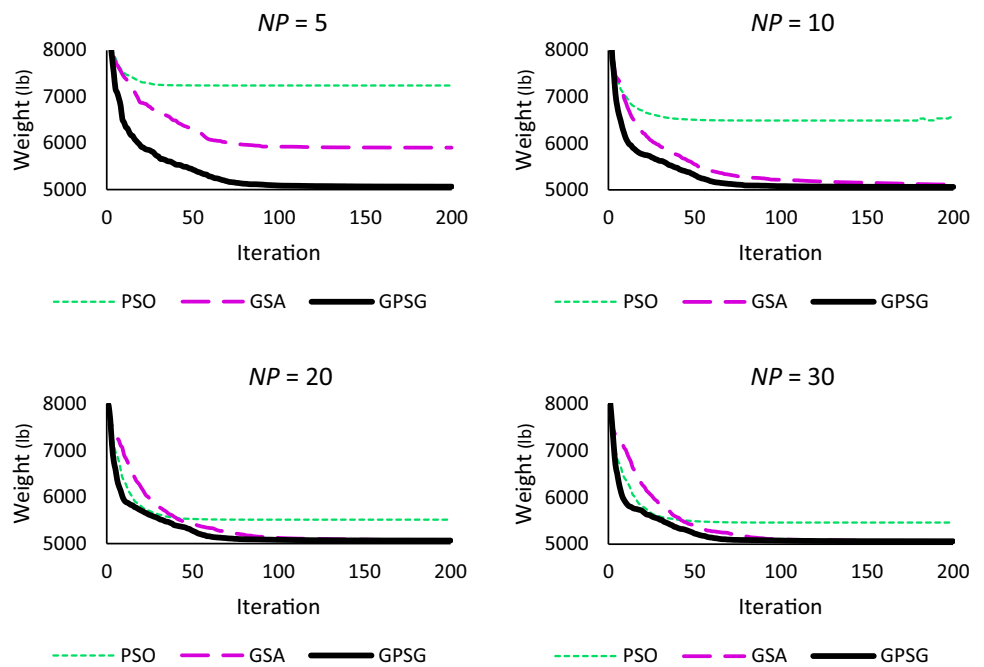 NP = 5
8000
7000
6000
5000
Weight (lb)
0 50 100 150 200
Iteration
PSO GSA GPSG
NP = 10
8000
7000
6000
5000
Weight (lb)
0 50 100 150 200
Iteration
PSO GSA GPSG
NP = 20
8000
7000
6000
5000
Weight (lb)
0 50 100 150 200
Iteration
PSO GSA GPSG
NP = 30
8000
7000
6000
5000
Weight (lb)
0 50 100 150 200
Iteration
PSO GSA GPSG